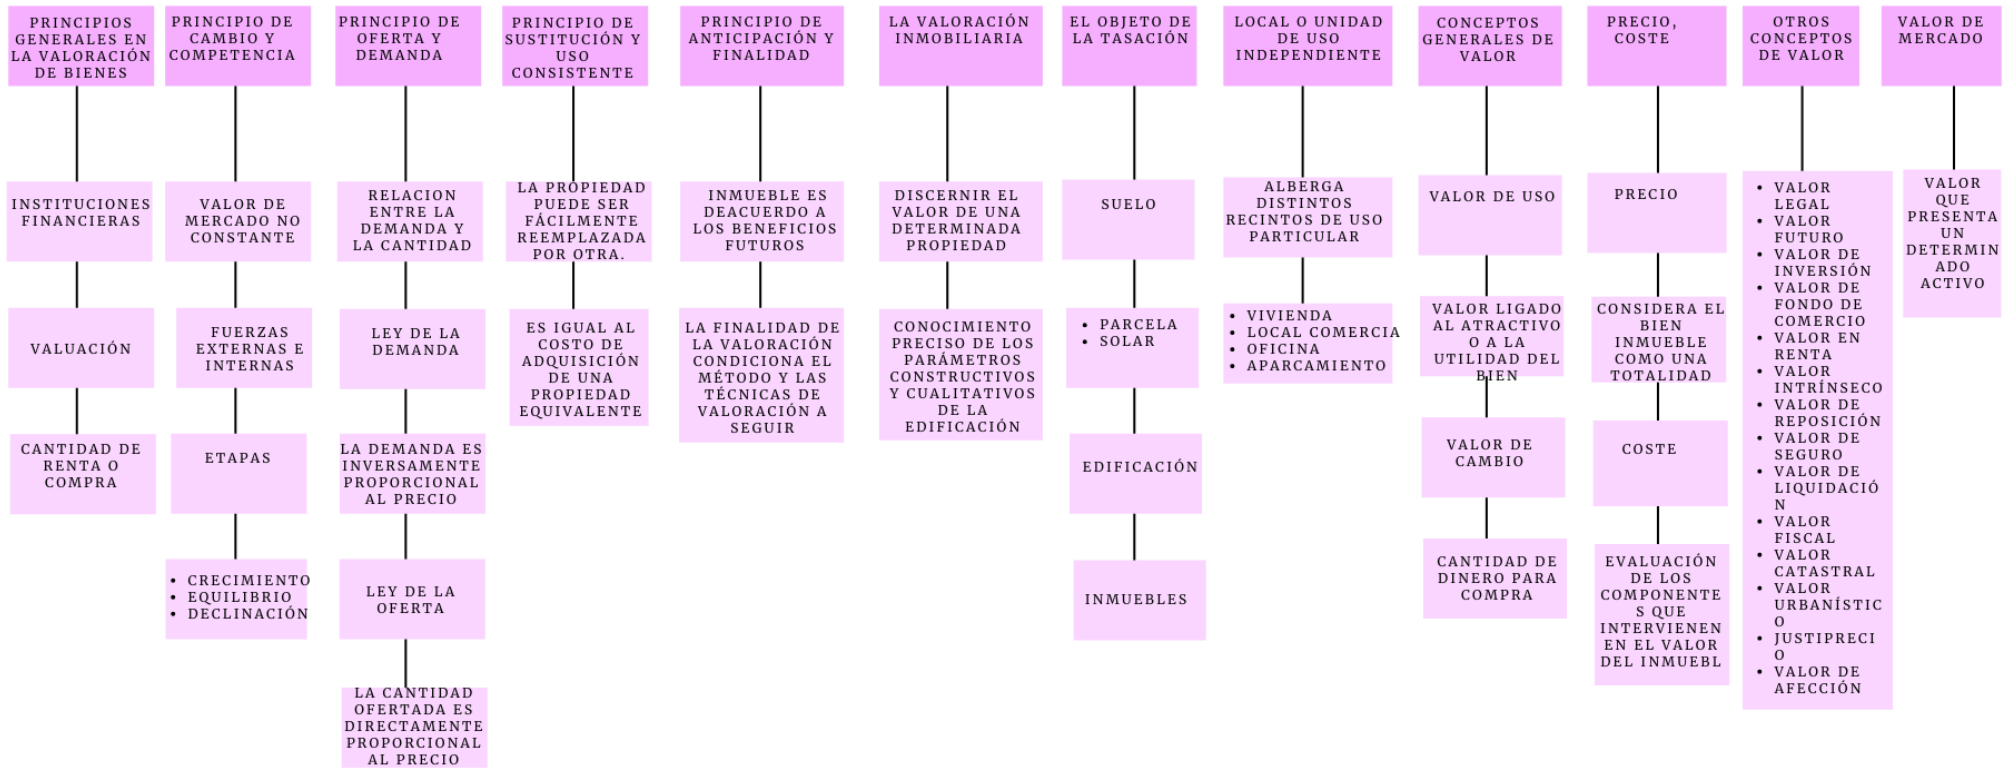 PRINCIPIOS
GENERALES EN
LA VALORACIÓN
DE BIENES
INSTITUCIONES
FINANCIERAS
VALUACIÓN
CANTIDAD DE
RENTA O
COMPRA
PRINCIPIO DE
CAMBIO Y
COMPETENCIA
VALOR DE
MERCADO NO
CONSTANTE
FUERZAS
EXTERNAS E
INTERNAS
ETAPAS
• CRECIMIENTO
• EQUILIBRIO
• DECLINACIÓN
PRINCIPIO DE
OFERTA Y
DEMANDA
RELACION
ENTRE LA
DEMANDA Y
LA CANTIDAD
LEY DE LA
DEMANDA
LA DEMANDA ES
INVERSAMENTE
PROPORCIONAL
AL PRECIO
LEY DE LA
OFERTA
LA CANTIDAD
OFERTADA ES
DIRECTAMENTE
PROPORCIONAL
AL PRECIO
PRINCIPIO DE
SUSTITUCIÓN Y
USO
CONSISTENTE
LA PROPIEDAD
PUEDE SER
FÁCILMENTE
REEMPLAZADA
POR OTRA.
ES IGUAL AL
COSTO DE
ADQUISICIÓN
DE UNA
PROPIEDAD
EQUIVALENTE
PRINCIPIO DE
ANTICIPACIÓN Y
FINALIDAD
INMUEBLE ES
DEACUERDO A
LOS BENEFICIOS
FUTUROS
LA FINALIDAD DE
LA VALORACIÓN
CONDICIONA EL
MÉTODO Y LAS
TÉCNICAS DE
VALORACIÓN A
SEGUIR
LA VALORACIÓN
INMOBILIARIA
DISCERNIR EL
VALOR DE UNA
DETERMINADA
PROPIEDAD
CONOCIMIENTO
PRECISO DE LOS
PARÁMETROS
CONSTRUCTIVOS
Y CUALITATIVOS
DE LA
EDIFICACIÓN
EL OBJETO DE
LA TASACIÓN
SUELO
• PARCELA
• SOLAR
EDIFICACIÓN
INMUEBLES
LOCAL O UNIDAD
DE USO
INDEPENDIENTE
ALBERGA
DISTINTOS
RECINTOS DE USO
PARTICULAR
• VIVIENDA
• LOCAL COMERCIA
• OFICINA
• APARCAMIENTO
CONCEPTOS
GENERALES DE
VALOR
VALOR DE USO
VALOR LIGADO
AL ATRACTIVO
O A LA
UTILIDAD DEL
BIEN
VALOR DE
CAMBIO
CANTIDAD DE
DINERO PARA
COMPRA
PRECIO,
COSTE
PRECIO
CONSIDERA EL
BIEN
INMUEBLE
COMO UNA
TOTALIDAD
COSTE
EVALUACIÓN
DE LOS
COMPONENTE
S QUE
INTERVIENEN
EN EL VALOR
DEL INMUEBL
OTROS
CONCEPTOS
DE VALOR
• VALOR
LEGAL
• VALOR
FUTURO
• VALOR DE
INVERSIÓN
• VALOR DE
FONDO DE
COMERCIO
• VALOR EN
RENTA
• VALOR
INTRÍNSECO
• VALOR DE
REPOSICIÓN
• VALOR DE
SEGURO
• VALOR DE
LIQUIDACIÓ
N
• VALOR
FISCAL
• VALOR
CATASTRAL
• VALOR
URBANÍSTIC
O
• JUSTIPRECI
O
• VALOR DE
AFECCIÓN
VALOR DE
MERCADO
VALOR
QUE
PRESENTA
UN
DETERMIN
ADO
ACTIVO